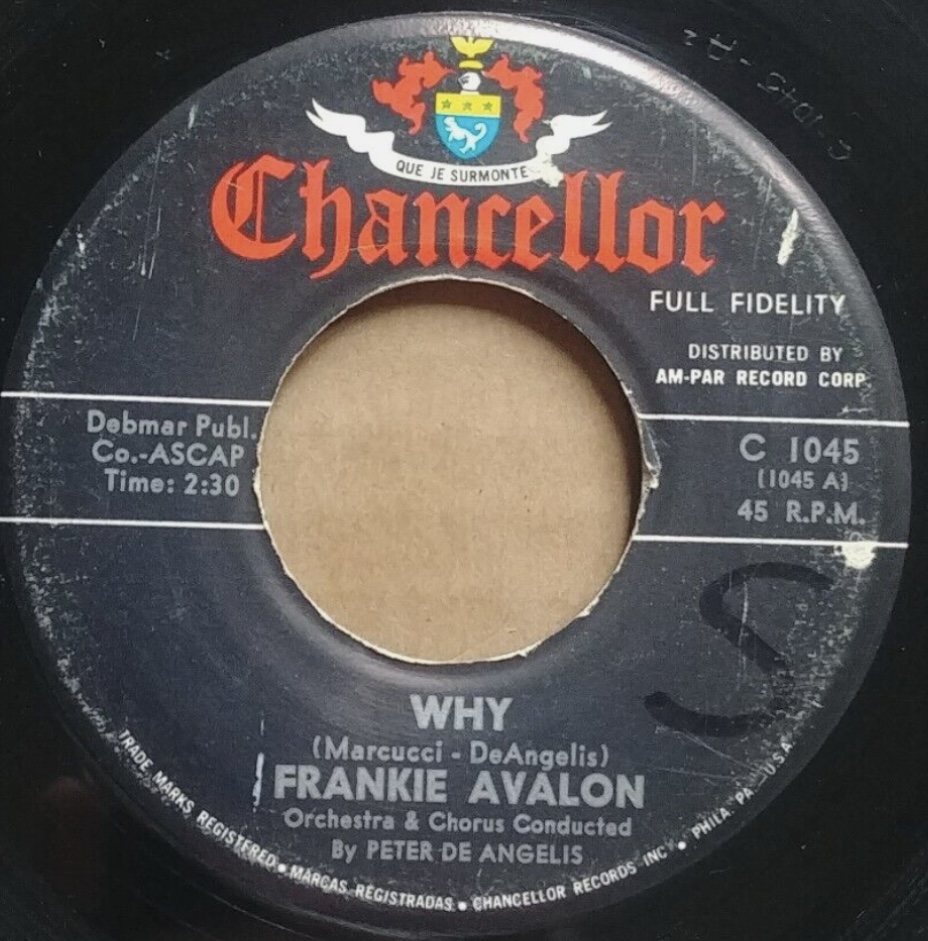 QUE JE SURMONTE
Chancellor
FULL FIDELITY
DISTRIBUTED BY
AM-PAR RECORD CORP.
Debmar Publ.
Co.-ASCAP
Time: 2:30
C 1045
(1045 A)
45 R.P.M.
S
WHY
(Marcucci - DeAngelis)
FRANKIE AVALON
Orchestra & Chorus Conducted
By PETER DE ANGELIS
TRADE MARKS REGISTERED • MARCAS REGISTRADAS • CHANCELLOR RECORDS INC • PHILA. PA. U.S.A